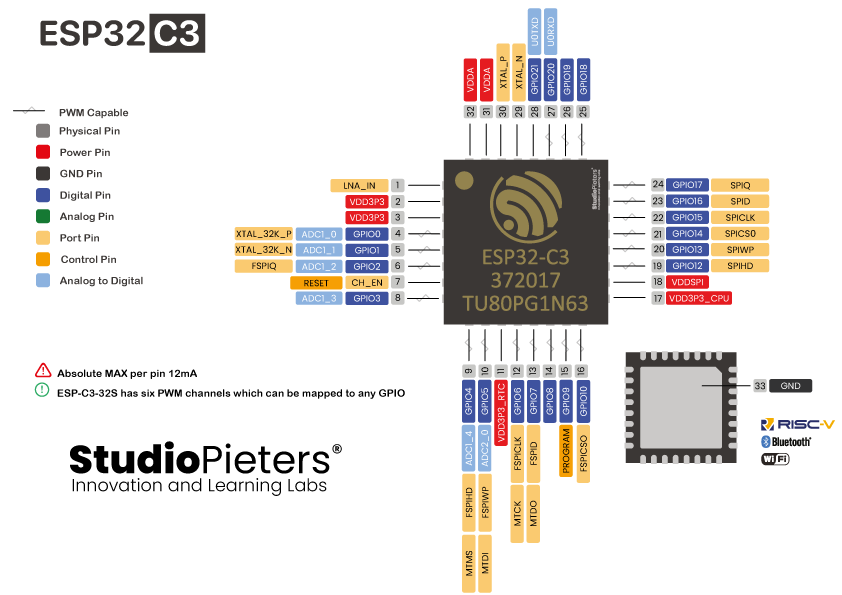 ESP32 C3
PWM Capable
Physical Pin
Power Pin
GND Pin
Digital Pin
Analog Pin
Port Pin
Control Pin
Analog to Digital
U0TXD U0RXD
VDDA VDDA XTAL_P XTAL_N GPIO21 GPIO20 GPIO19 GPIO18
32 31 30 29 28 27 26 25
LNA_IN 1
VDD3P3 2
VDD3P3 3
XTAL_32K_P ADC1_0 GPIO0 4
XTAL_32K_N ADC1_1 GPIO1 5
FSPIQ ADC1_2 GPIO2 6
RESET CH_EN 7
ADC1_3 GPIO3 8
StudioPieters
ESP32-C3
372017
TU80PG1N63
24 GPIO17 SPIQ
23 GPIO16 SPID
22 GPIO15 SPICLK
21 GPIO14 SPICS0
20 GPIO13 SPIWP
19 GPIO12 SPIHD
18 VDDSPI
17 VDD3P3_CPU
9 10 11 12 13 14 15 16
GPIO4 GPIO5 VDD3P3_RTC GPIO6 GPIO7 GPIO8 GPIO9 GPIO10
ADC1_4 ADC2_0 FSPICLK FSPID PROGRAM FSPICSO
FSPIHD FSPIWP MTCK MTDO
MTMS MTDI
33 GND
Absolute MAX per pin 12mA
ESP-C3-32S has six PWM channels which can be mapped to any GPIO
StudioPieters®
Innovation and Learning Labs
RISC-V
Bluetooth
WiFi